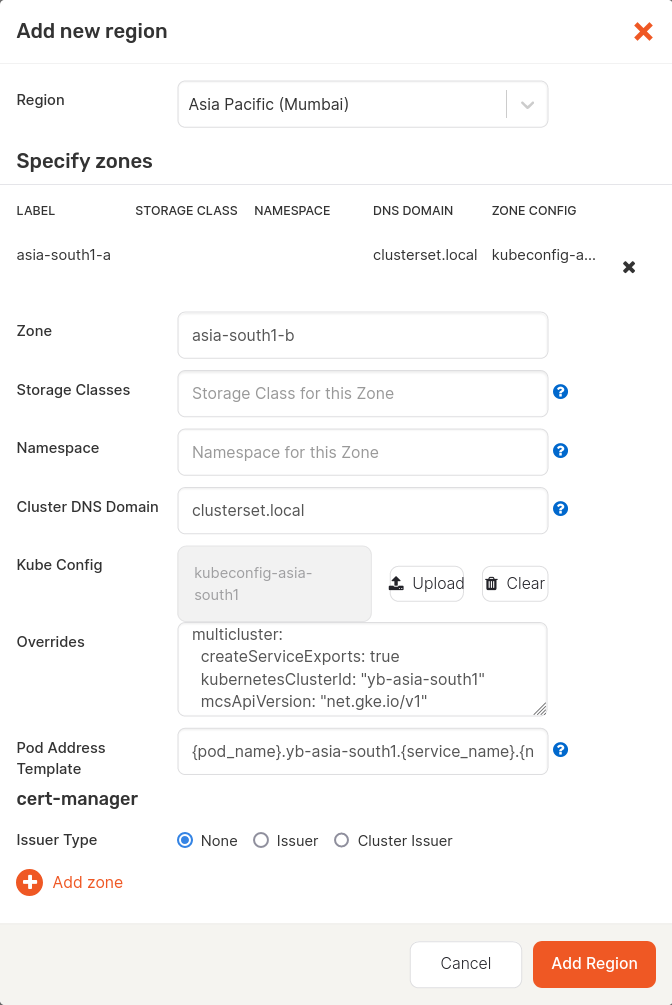 Add new region
Region
Asia Pacific (Mumbai)
Specify zones
LABEL STORAGE CLASS NAMESPACE DNS DOMAIN ZONE CONFIG
asia-south1-a clusterset.local kubeconfig-a...
Zone
asia-south1-b
Storage Classes
Storage Class for this Zone
Namespace
Namespace for this Zone
Cluster DNS Domain
clusterset.local
Kube Config
kubeconfig-asia-
south1
Upload
Clear
Overrides
multicluster:
  createServiceExports: true
  kubernetesClusterId: "yb-asia-south1"
  mcsApiVersion: "net.gke.io/v1"
Pod Address
Template
{pod_name}.yb-asia-south1.{service_name}.{n
cert-manager
Issuer Type
None
Issuer
Cluster Issuer
Add zone
Cancel
Add Region